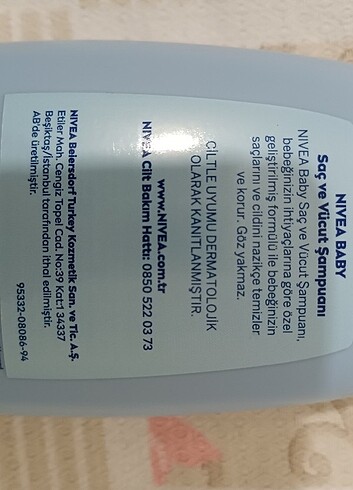 NIVEA BABY
Saç ve Vücut Şampuanı
NIVEA Baby Saç ve Vücut Şampuanı,
bebeğinizin ihtiyaçlarına göre özel
geliştirilmiş formülü ile bebeğinizin
saçlarını ve cildini nazikçe temizler
ve korur. Göz yakmaz.
CİLTLE UYUMU DERMATOLOJİK
OLARAK KANITLANMIŞTIR.
www.NIVEA.com.tr
NIVEA Cilt Bakım Hattı: 0850 522 03 73
NIVEA Beiersdorf Turkey Kozmetik San. ve Tic. A.Ş.
Etiler Mah. Cengiz Topel Cad. No:39 Kat:1 34337
Beşiktaş/İstanbul tarafından ithal edilmiştir.
AB'de üretilmiştir.
95332-08086-94